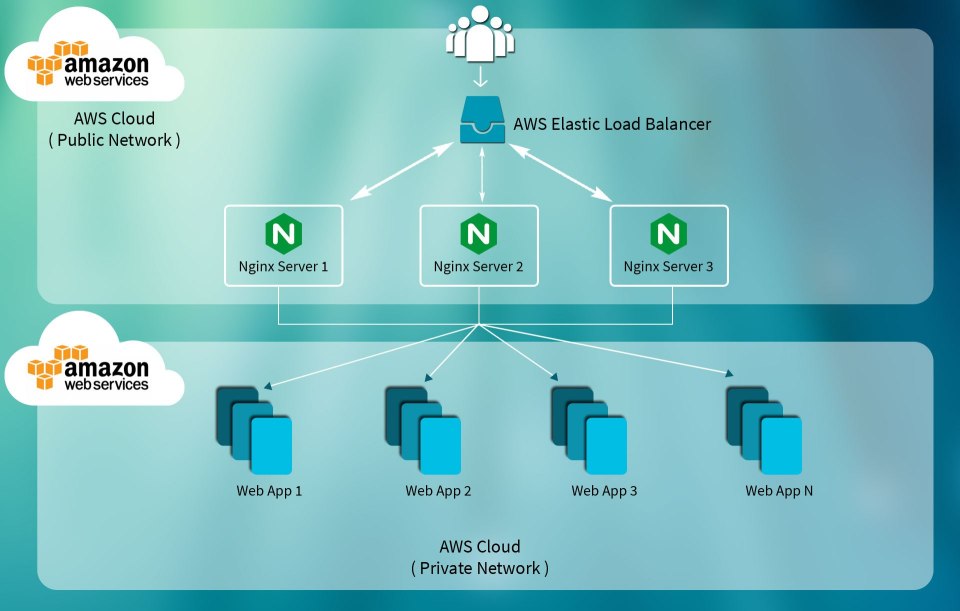 amazon
webservices
AWS Cloud
( Public Network )
AWS Elastic Load Balancer
N
Nginx Server 1
N
Nginx Server 2
N
Nginx Server 3
amazon
webservices
Web App 1
Web App 2
Web App 3
Web App N
AWS Cloud
( Private Network )